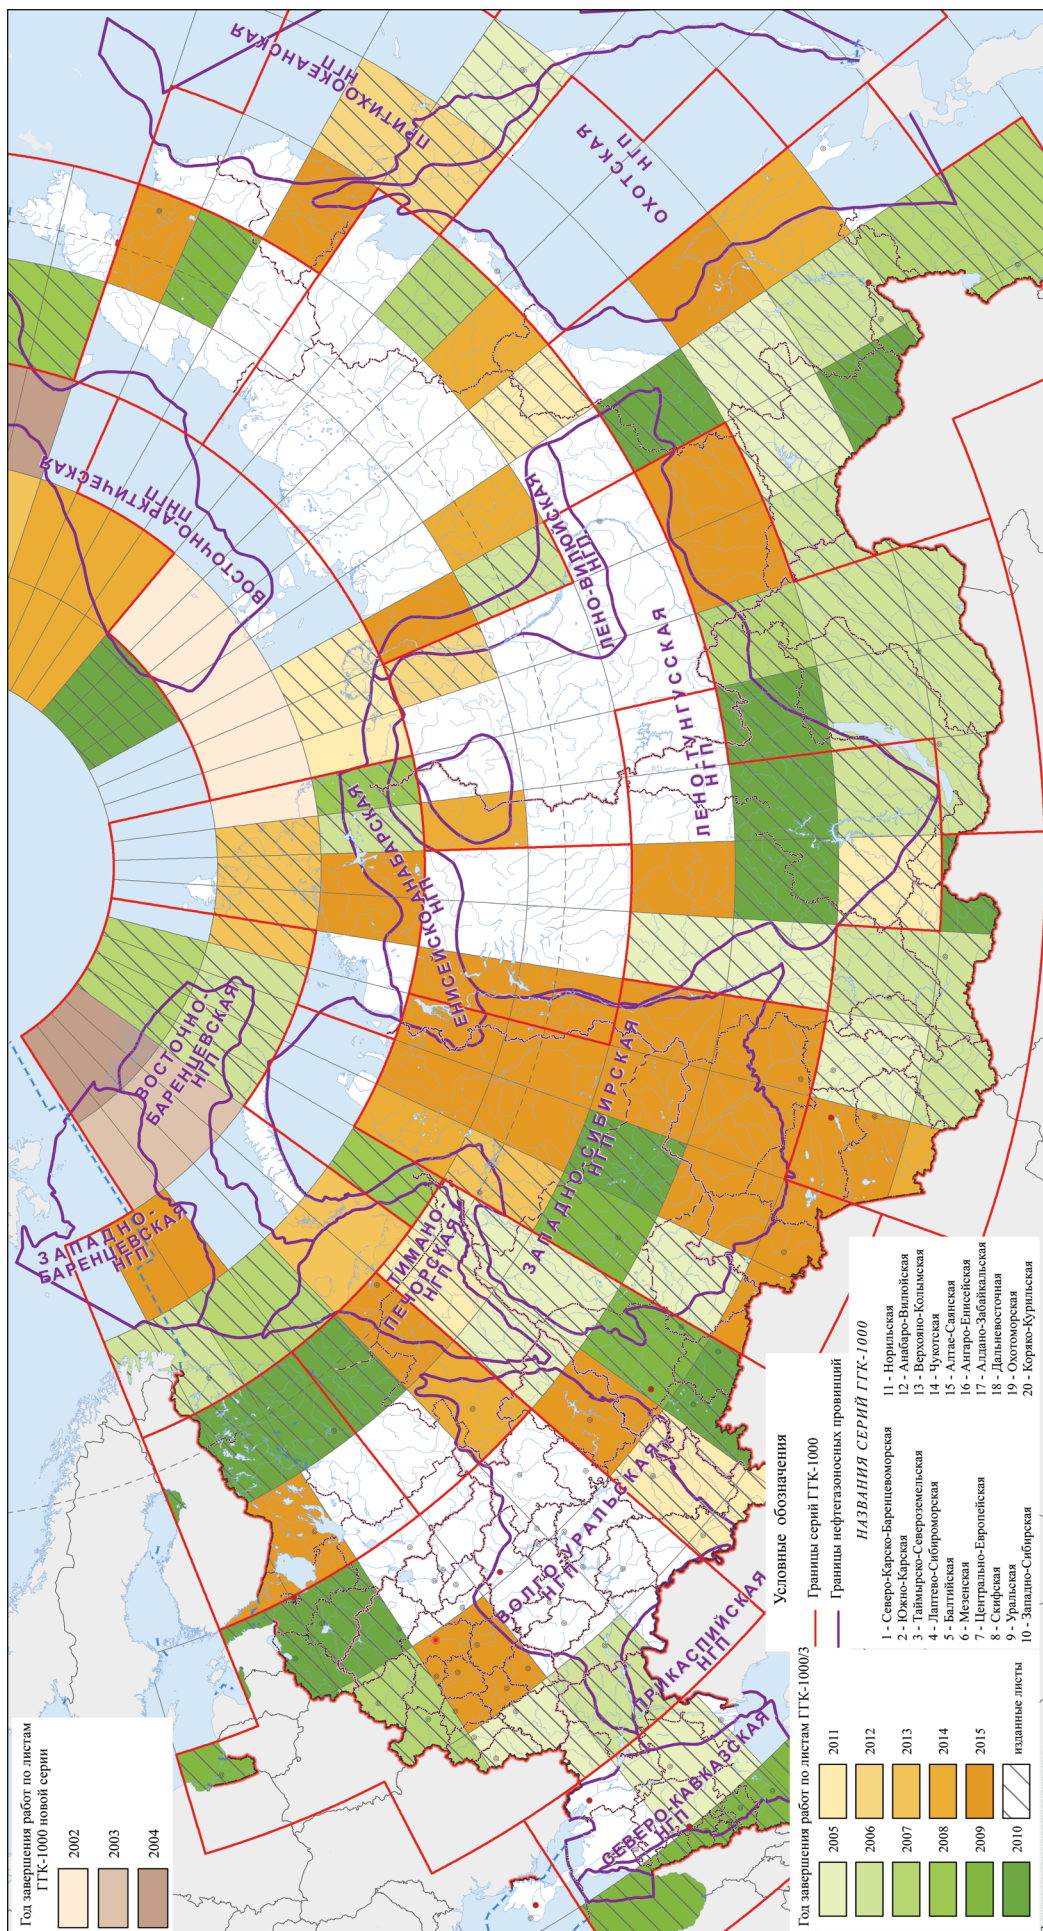 Год завершения работ по листам
ГГК-1000 новой серии
2002
2003
2004
ЗАПАДНО-
БАРЕНЦЕВСКАЯ
НГП
ВОСТОЧНО-
БАРЕНЦЕВСКАЯ
НГП
ВОСТОЧНО-АРКТИЧЕСКАЯ
ПНГП
ПРИТИХООКЕАНСКАЯ
НГП
ТИМАНО-
ПЕЧОРСКАЯ
НГП
ЕНИСЕЙСКО-АНАБАРСКАЯ
НГП
ЛЕНО-ВИЛЮЙСКАЯ
НГП
ОХОТСКАЯ
НГП
ВОЛГО-УРАЛЬСКАЯ
НГП
ЗАПАДНО-СИБИРСКАЯ
НГП
ЛЕНО-ТУНГУССКАЯ
НГП
СЕВЕРО-КАВКАЗСКАЯ
НГП
ПРИКАСПИЙСКАЯ
НГП
Год завершения работ по листам ГГК-1000/3
2005
2006
2007
2008
2009
2010
2011
2012
2013
2014
2015
изданные листы
Условные обозначения
Границы серий ГГК-1000
Границы нефтегазоносных провинций
НАЗВАНИЯ СЕРИЙ ГГК-1000
1 - Северо-Карско-Баренцевоморская
2 - Южно-Карская
3 - Таймырско-Североземельская
4 - Лаптево-Сибироморская
5 - Балтийская
6 - Мезенская
7 - Центрально-Европейская
8 - Скифская
9 - Уральская
10 - Западно-Сибирская
11 - Норильская
12 - Анабаро-Вилюйская
13 - Верхояно-Колымская
14 - Чукотская
15 - Алтае-Саянская
16 - Ангаро-Енисейская
17 - Алдано-Забайкальская
18 - Дальневосточная
19 - Охотоморская
20 - Коряко-Курильская